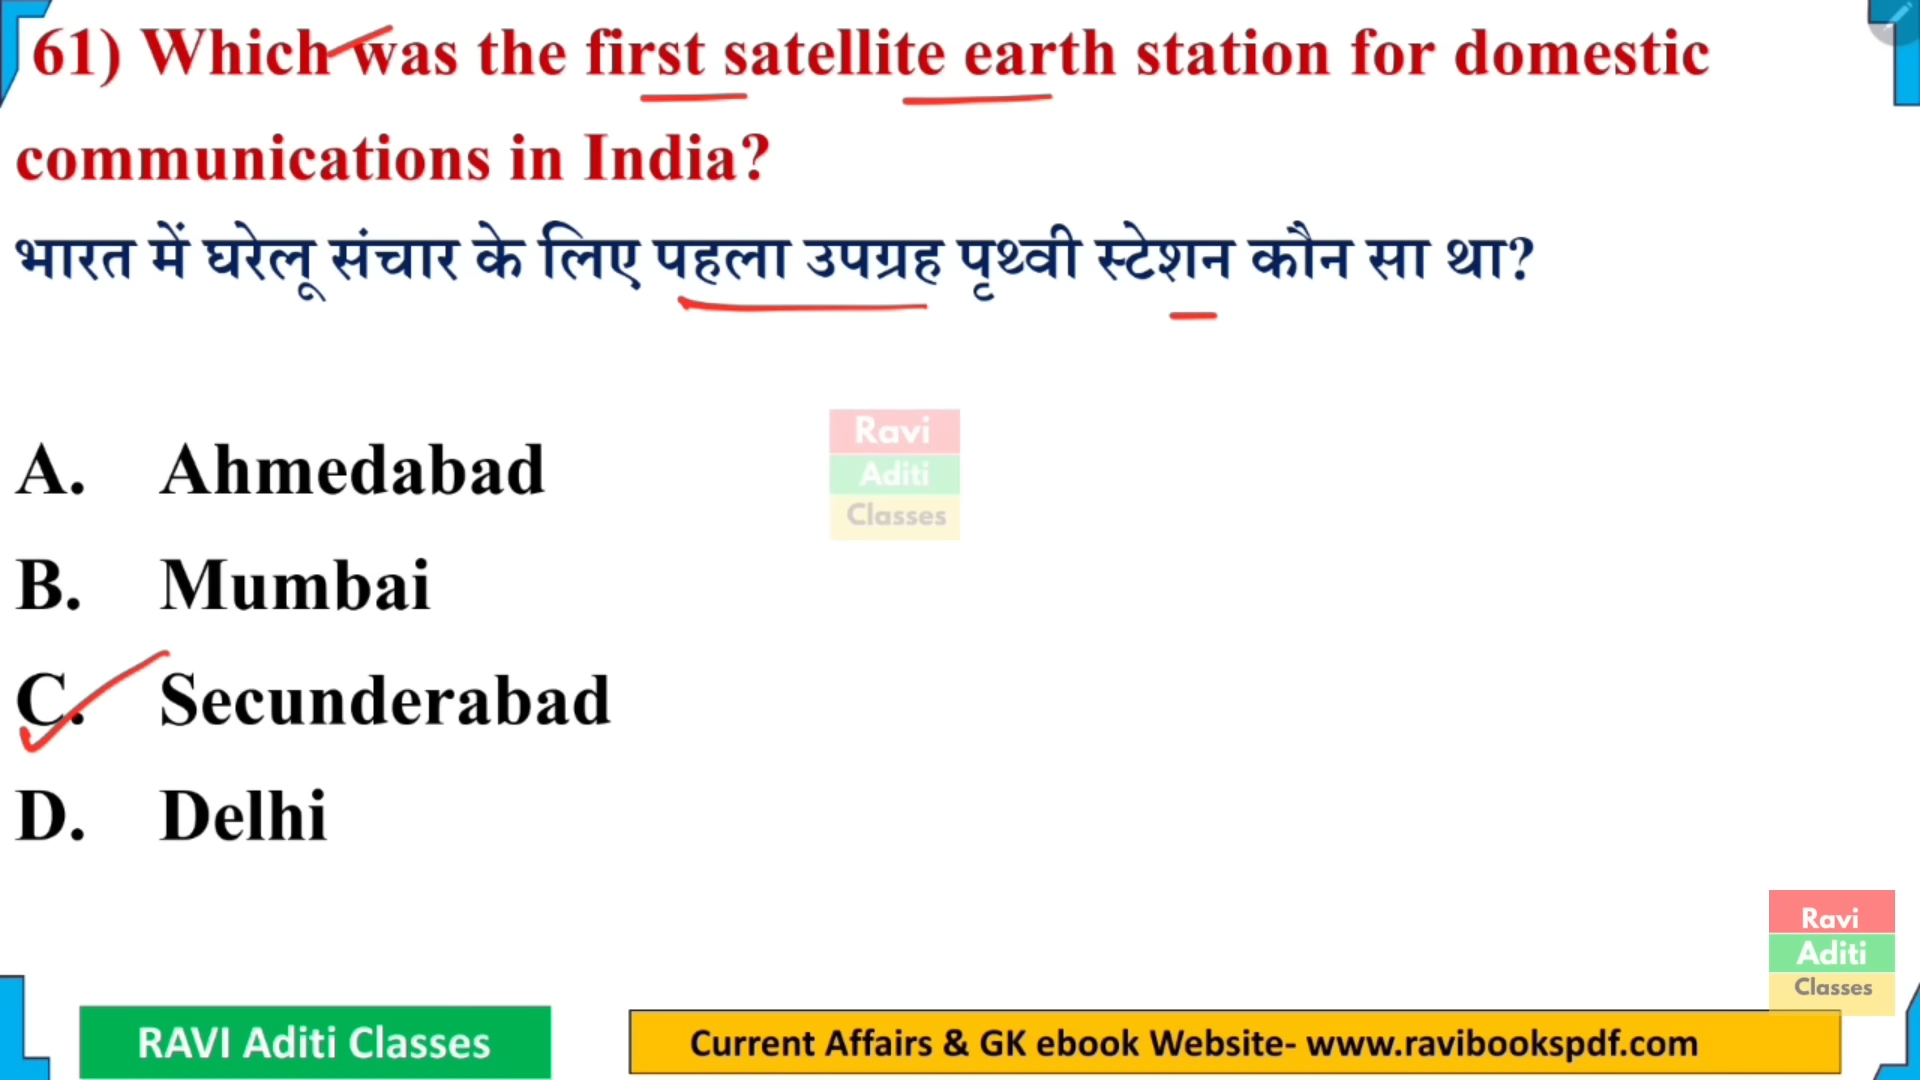 61) Which was the first satellite earth station for domestic
communications in India?
भारत में घरेलू संचार के लिए पहला उपग्रह पृथ्वी स्टेशन कौन सा था?
A. Ahmedabad
B. Mumbai
C. Secunderabad
D. Delhi
Ravi
Aditi
Classes
Ravi
Aditi
Classes
RAVI Aditi Classes
Current Affairs & GK ebook Website- www.ravibookspdf.com